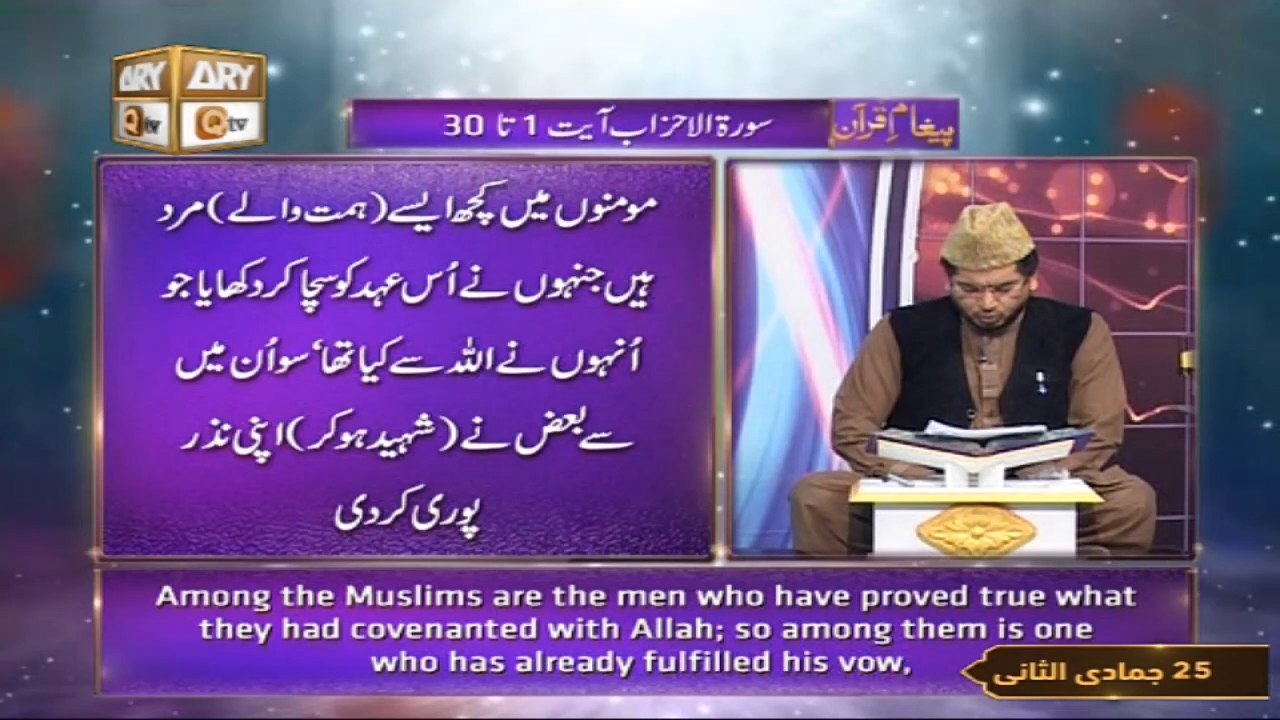 ARY ARY
Qtv Qtv
پیغامِ قرآن
سورۃ الاحزاب آیت 1 تا 30
مومنوں میں کچھ ایسے (ہمت والے) مرد
ہیں جنہوں نے اُس عہد کو سچا کر دکھایا جو
اُنہوں نے اللہ سے کیا تھا‘ سو اُن میں
سے بعض نے (شہید ہو کر) اپنی نذر
پوری کر دی
Among the Muslims are the men who have proved true what
they had covenanted with Allah; so among them is one
who has already fulfilled his vow,
25 جمادی الثانی